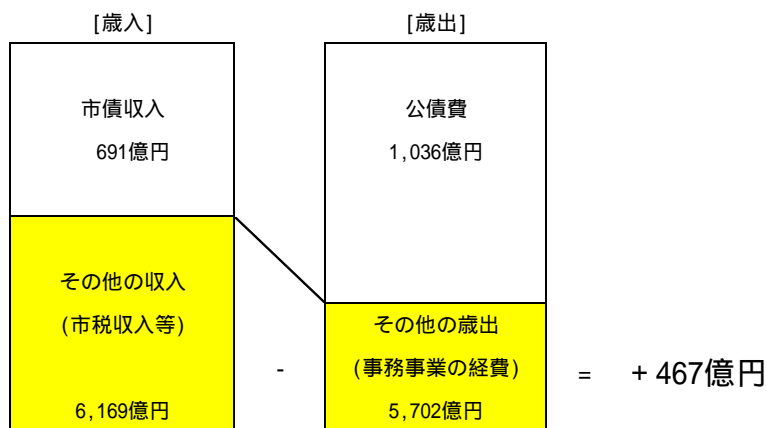 [歳入]
[歳出]
市債収入
691億円
公債費
1,036億円
その他の収入
(市税収入等)
6,169億円
-
その他の歳出
(事務事業の経費)
5,702億円
=
+ 467億円